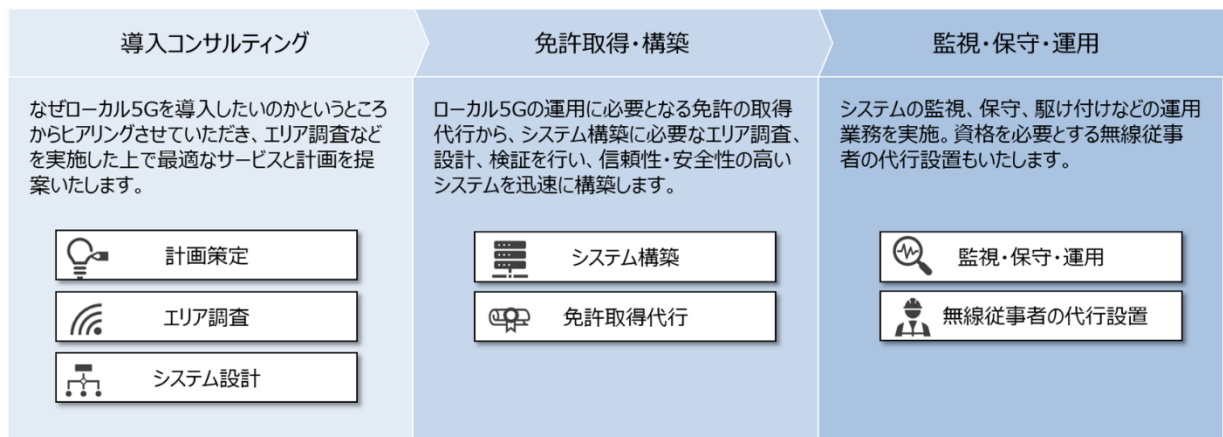 導入コンサルティング
免許取得・構築
監視・保守・運用
なぜローカル5Gを導入したいのかというところ
からヒアリングさせていただき、エリア調査など
を実施した上で最適なサービスと計画を提
案いたします。
計画策定
エリア調査
システム設計
ローカル5Gの運用に必要となる免許の取得
代行から、システム構築に必要なエリア調査、
設計、検証を行い、信頼性・安全性の高い
システムを迅速に構築します。
システム構築
免許取得代行
システムの監視、保守、駆け付けなどの運用
業務を実施。資格を必要とする無線従事
者の代行設置もいたします。
監視・保守・運用
無線従事者の代行設置